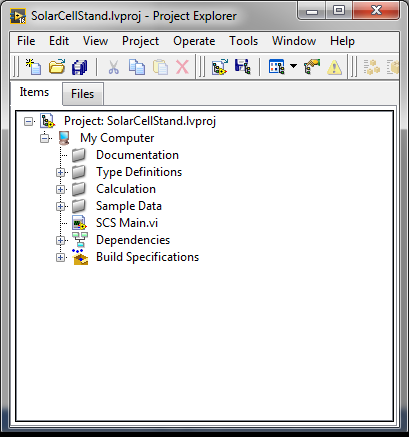 SolarCellStand.lvproj - Project Explorer
File Edit View Project Operate Tools Window Help
Items Files
Project: SolarCellStand.lvproj
My Computer
Documentation
Type Definitions
Calculation
Sample Data
SCS Main.vi
Dependencies
Build Specifications